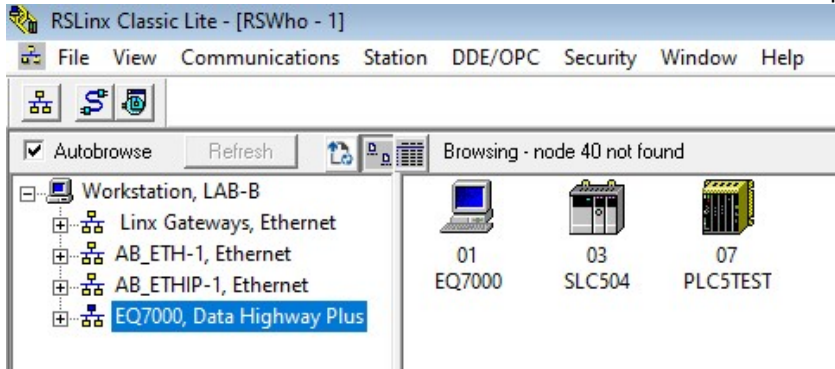 RSLinx Classic Lite - [RSWho - 1]
File View Communications Station DDE/OPC Security Window Help
Autobrowse Refresh Browsing - node 40 not found
Workstation, LAB-B
Linx Gateways, Ethernet
AB_ETH-1, Ethernet
AB_ETHIP-1, Ethernet
EQ7000, Data Highway Plus
01
EQ7000
03
SLC504
07
PLC5TEST